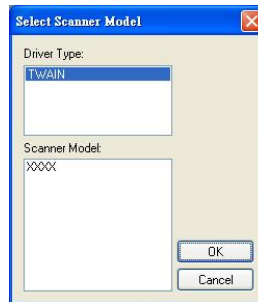 Select Scanner Model
Driver Type:
TWAIN
Scanner Model:
XXXX
OK
Cancel